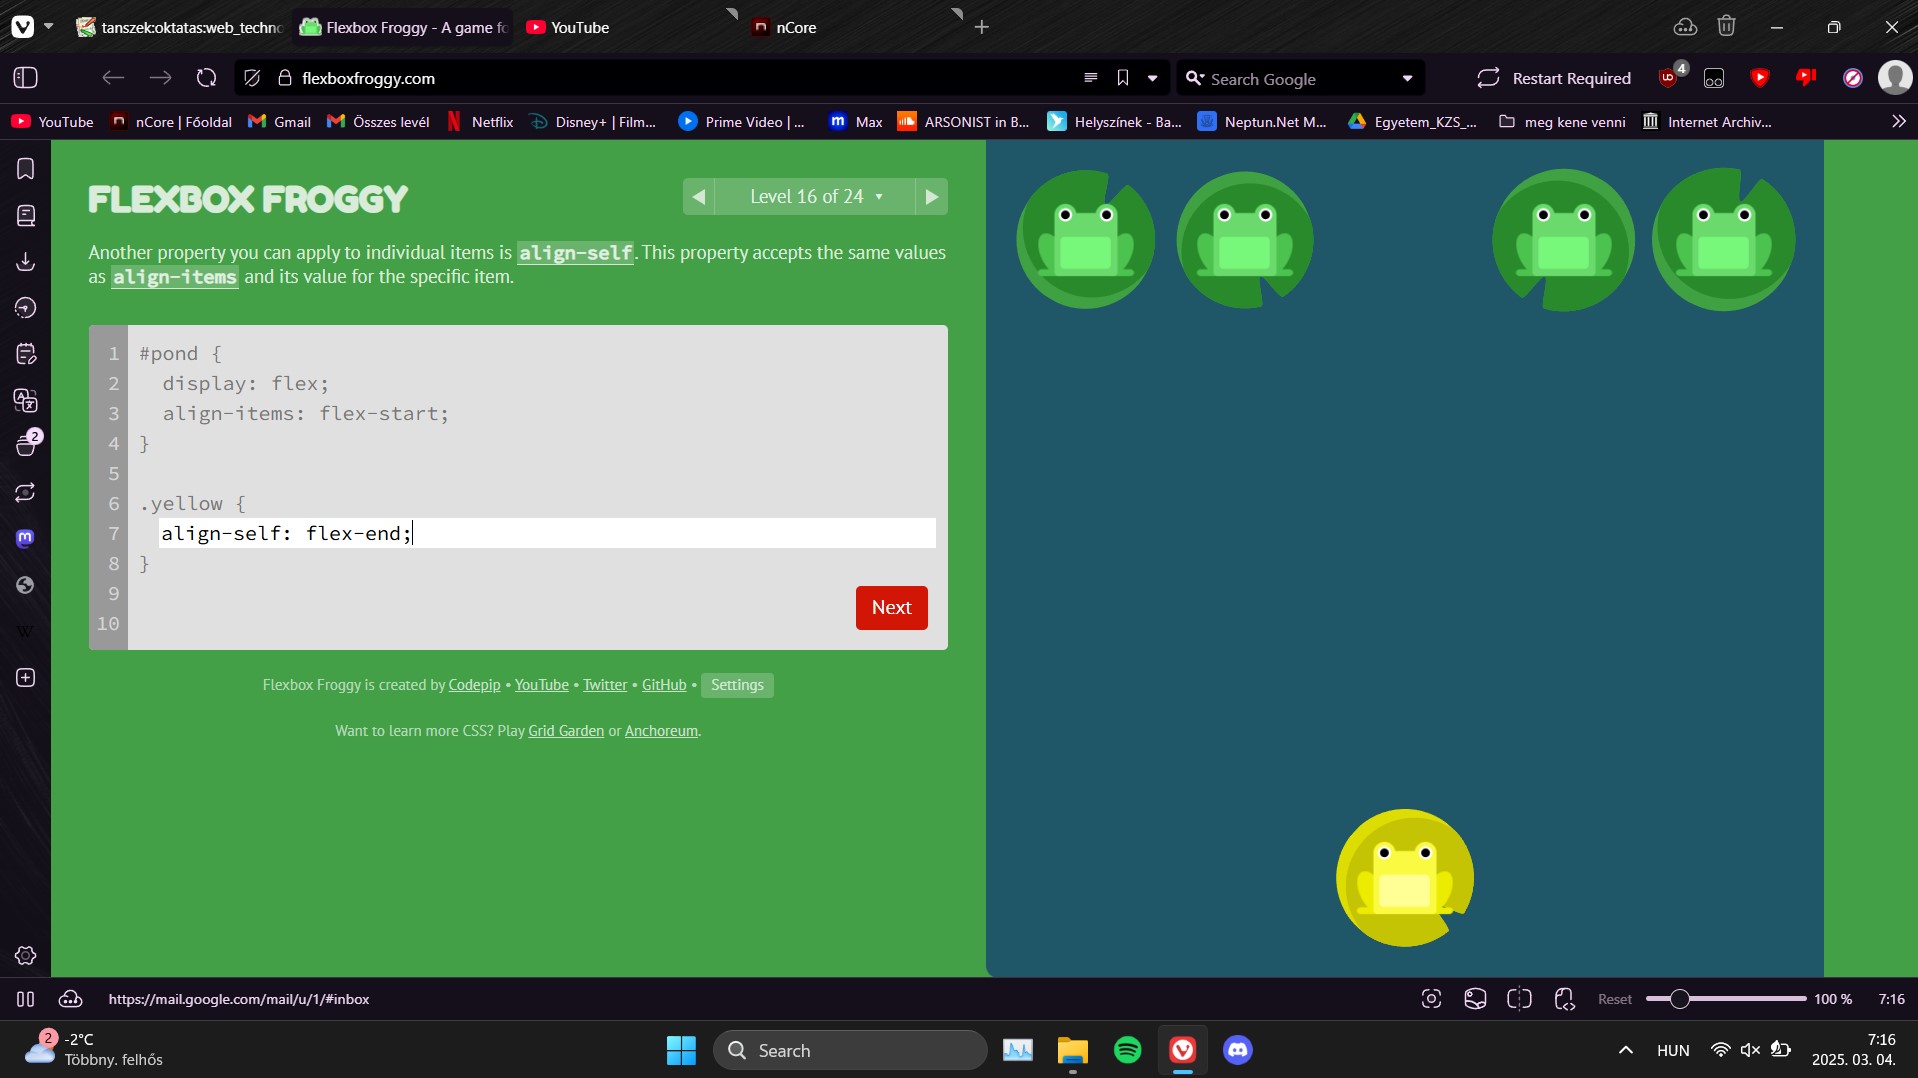 tanszek:oktatas:web_techno
Flexbox Froggy - A game fo
YouTube
nCore
flexboxfroggy.com
Search Google
Restart Required
4
YouTube
nCore | Főoldal
Gmail
Összes levél
Netflix
Disney+ | Film...
Prime Video | ...
Max
ARSONIST in B...
Helyszínek - Ba...
Neptun.Net M...
Egyetem_KZS_...
meg kene venni
Internet Archiv...
FLEXBOX FROGGY
Level 16 of 24
Another property you can apply to individual items is align-self. This property accepts the same values
as align-items and its value for the specific item.
1 #pond {
2 display: flex;
3 align-items: flex-start;
4 }
5
6 .yellow {
7 align-self: flex-end;
8 }
9
10
Next
Flexbox Froggy is created by Codepip • YouTube • Twitter • GitHub • Settings
Want to learn more CSS? Play Grid Garden or Anchoreum.
2
W
https://mail.google.com/mail/u/1/#inbox
Reset
100 %
7:16
2
-2°C
Többny. felhős
Search
HUN
7:16
2025. 03. 04.